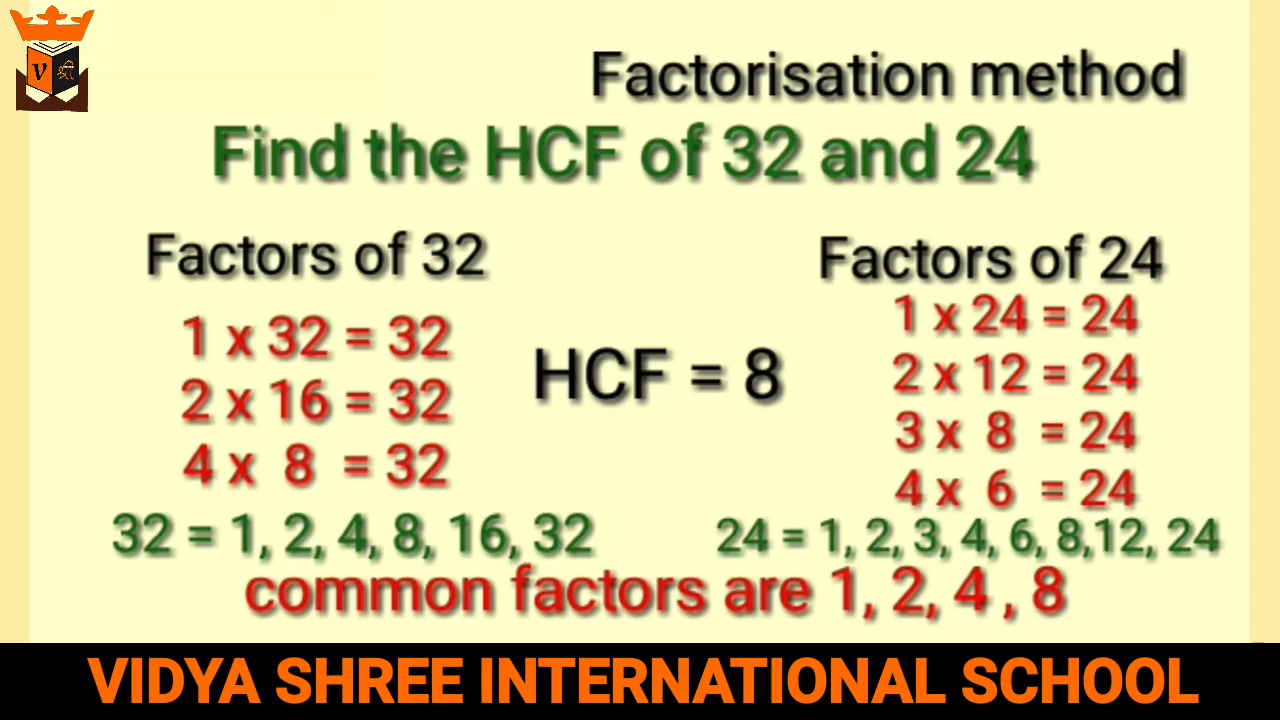 V श्री
Factorisation method
Find the HCF of 32 and 24
Factors of 32
1 x 32 = 32
2 x 16 = 32
4 x 8 = 32
32 = 1, 2, 4, 8, 16, 32
HCF = 8
Factors of 24
1 x 24 = 24
2 x 12 = 24
3 x 8 = 24
4 x 6 = 24
24 = 1, 2, 3, 4, 6, 8,12, 24
common factors are 1, 2, 4 , 8
VIDYA SHREE INTERNATIONAL SCHOOL